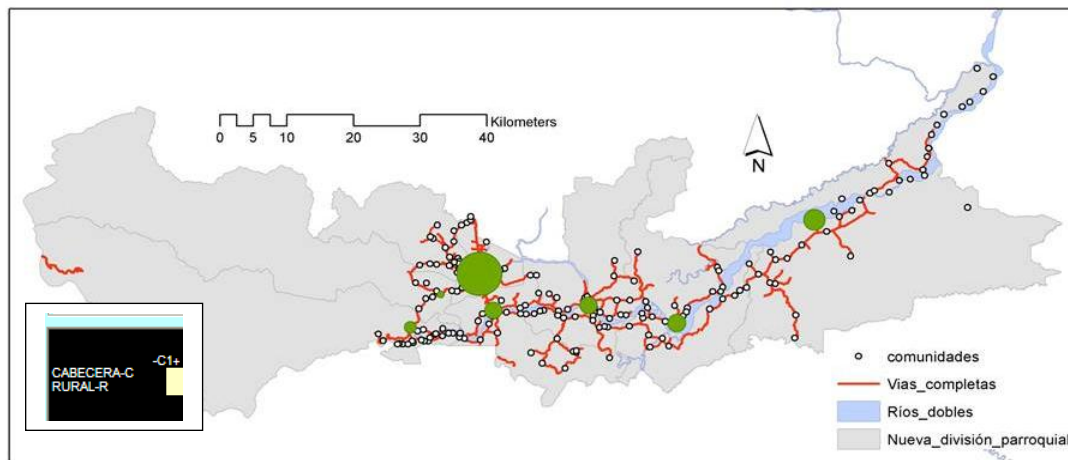 Kilometers
0 5 10 20 30 40
N
-C1+
CABECERA-C
RURAL-R
comunidades
Vias_completas
Ríos_dobles
Nueva_división_parroquial